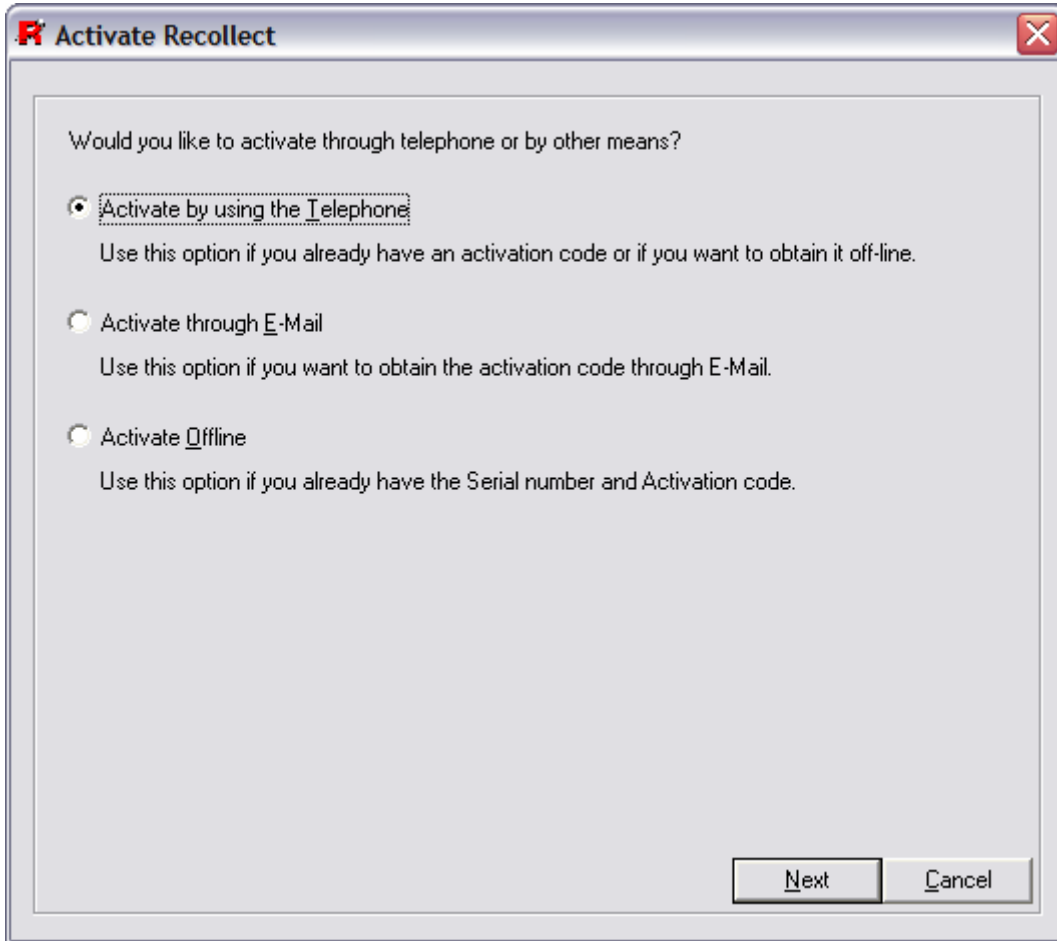 Activate Recollect
Would you like to activate through telephone or by other means?
Activate by using the Telephone
Use this option if you already have an activation code or if you want to obtain it off-line.
Activate through E-Mail
Use this option if you want to obtain the activation code through E-Mail.
Activate Offline
Use this option if you already have the Serial number and Activation code.
Next Cancel